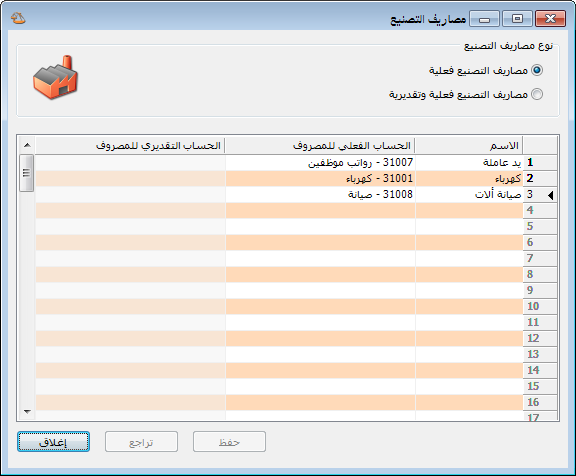 مصاريف التصنيع
نوع مصاريف التصنيع
مصاريف التصنيع فعلية
مصاريف التصنيع فعلية وتقديرية
الاسم الحساب الفعلي للمصروف الحساب التقديري للمصروف
1 يد عاملة 31007 - رواتب موظفين
2 كهرباء 31001 - كهرباء
3 صيانة ألات 31008 - صيانة
4
5
6
7
8
9
10
11
12
13
14
15
16
17
حفظ تراجع إغلاق